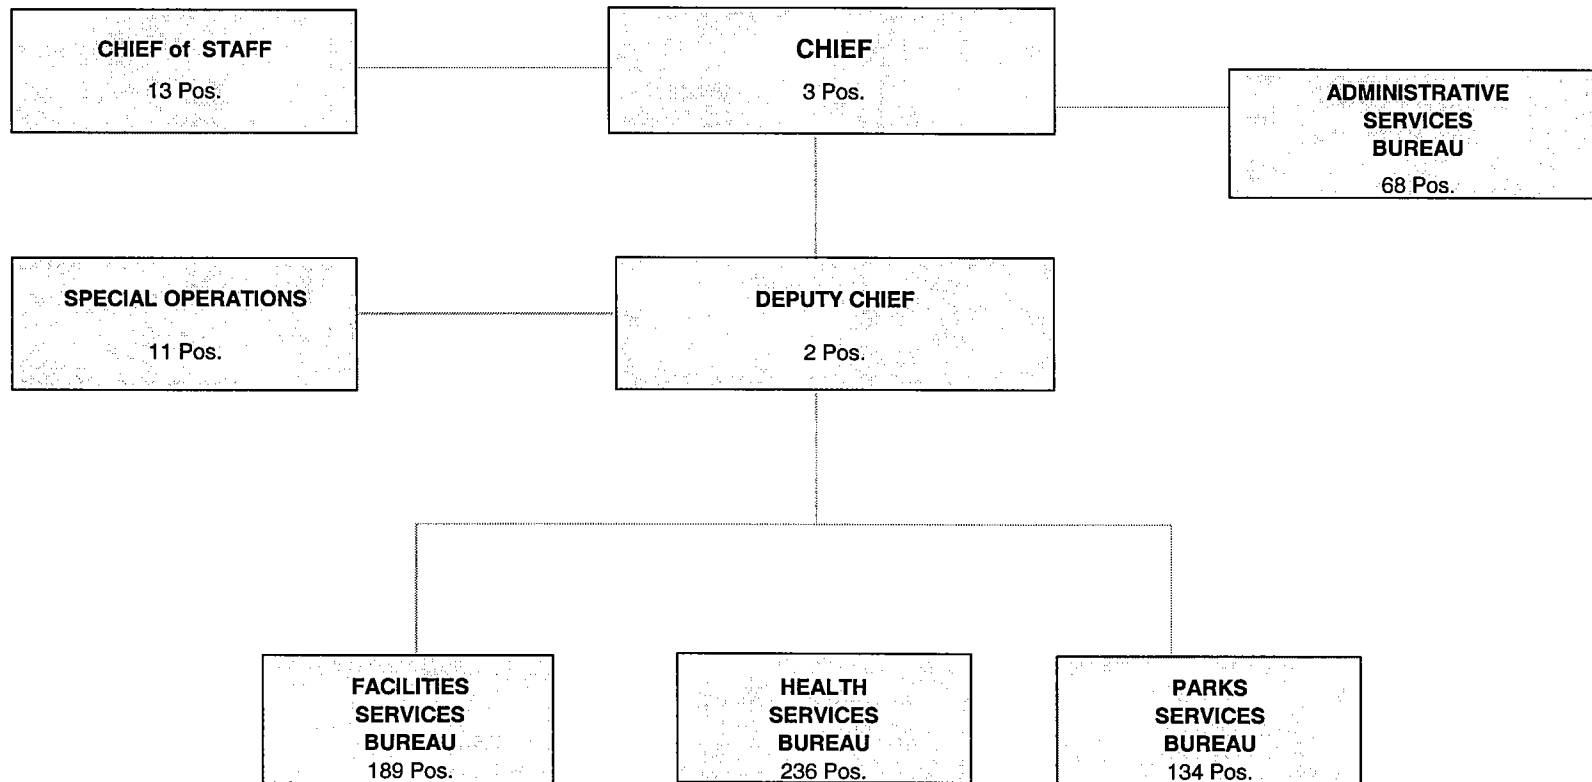 CHIEF of STAFF
13 Pos.
CHIEF
3 Pos.
ADMINISTRATIVE
SERVICES
BUREAU
68 Pos.
SPECIAL OPERATIONS
11 Pos.
DEPUTY CHIEF
2 Pos.
FACILITIES
SERVICES
BUREAU
189 Pos.
HEALTH
SERVICES
BUREAU
236 Pos.
PARKS
SERVICES
BUREAU
134 Pos.